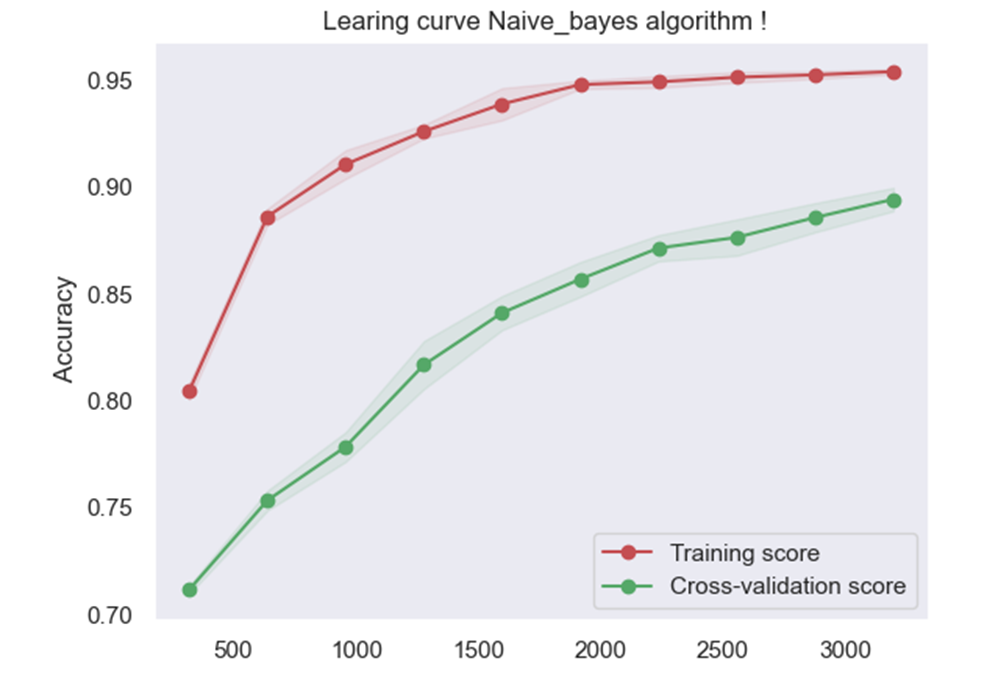 Learing curve Naive_bayes algorithm !
0.95
0.90
0.85
0.80
0.75
0.70
Accuracy
Training score
Cross-validation score
500 1000 1500 2000 2500 3000